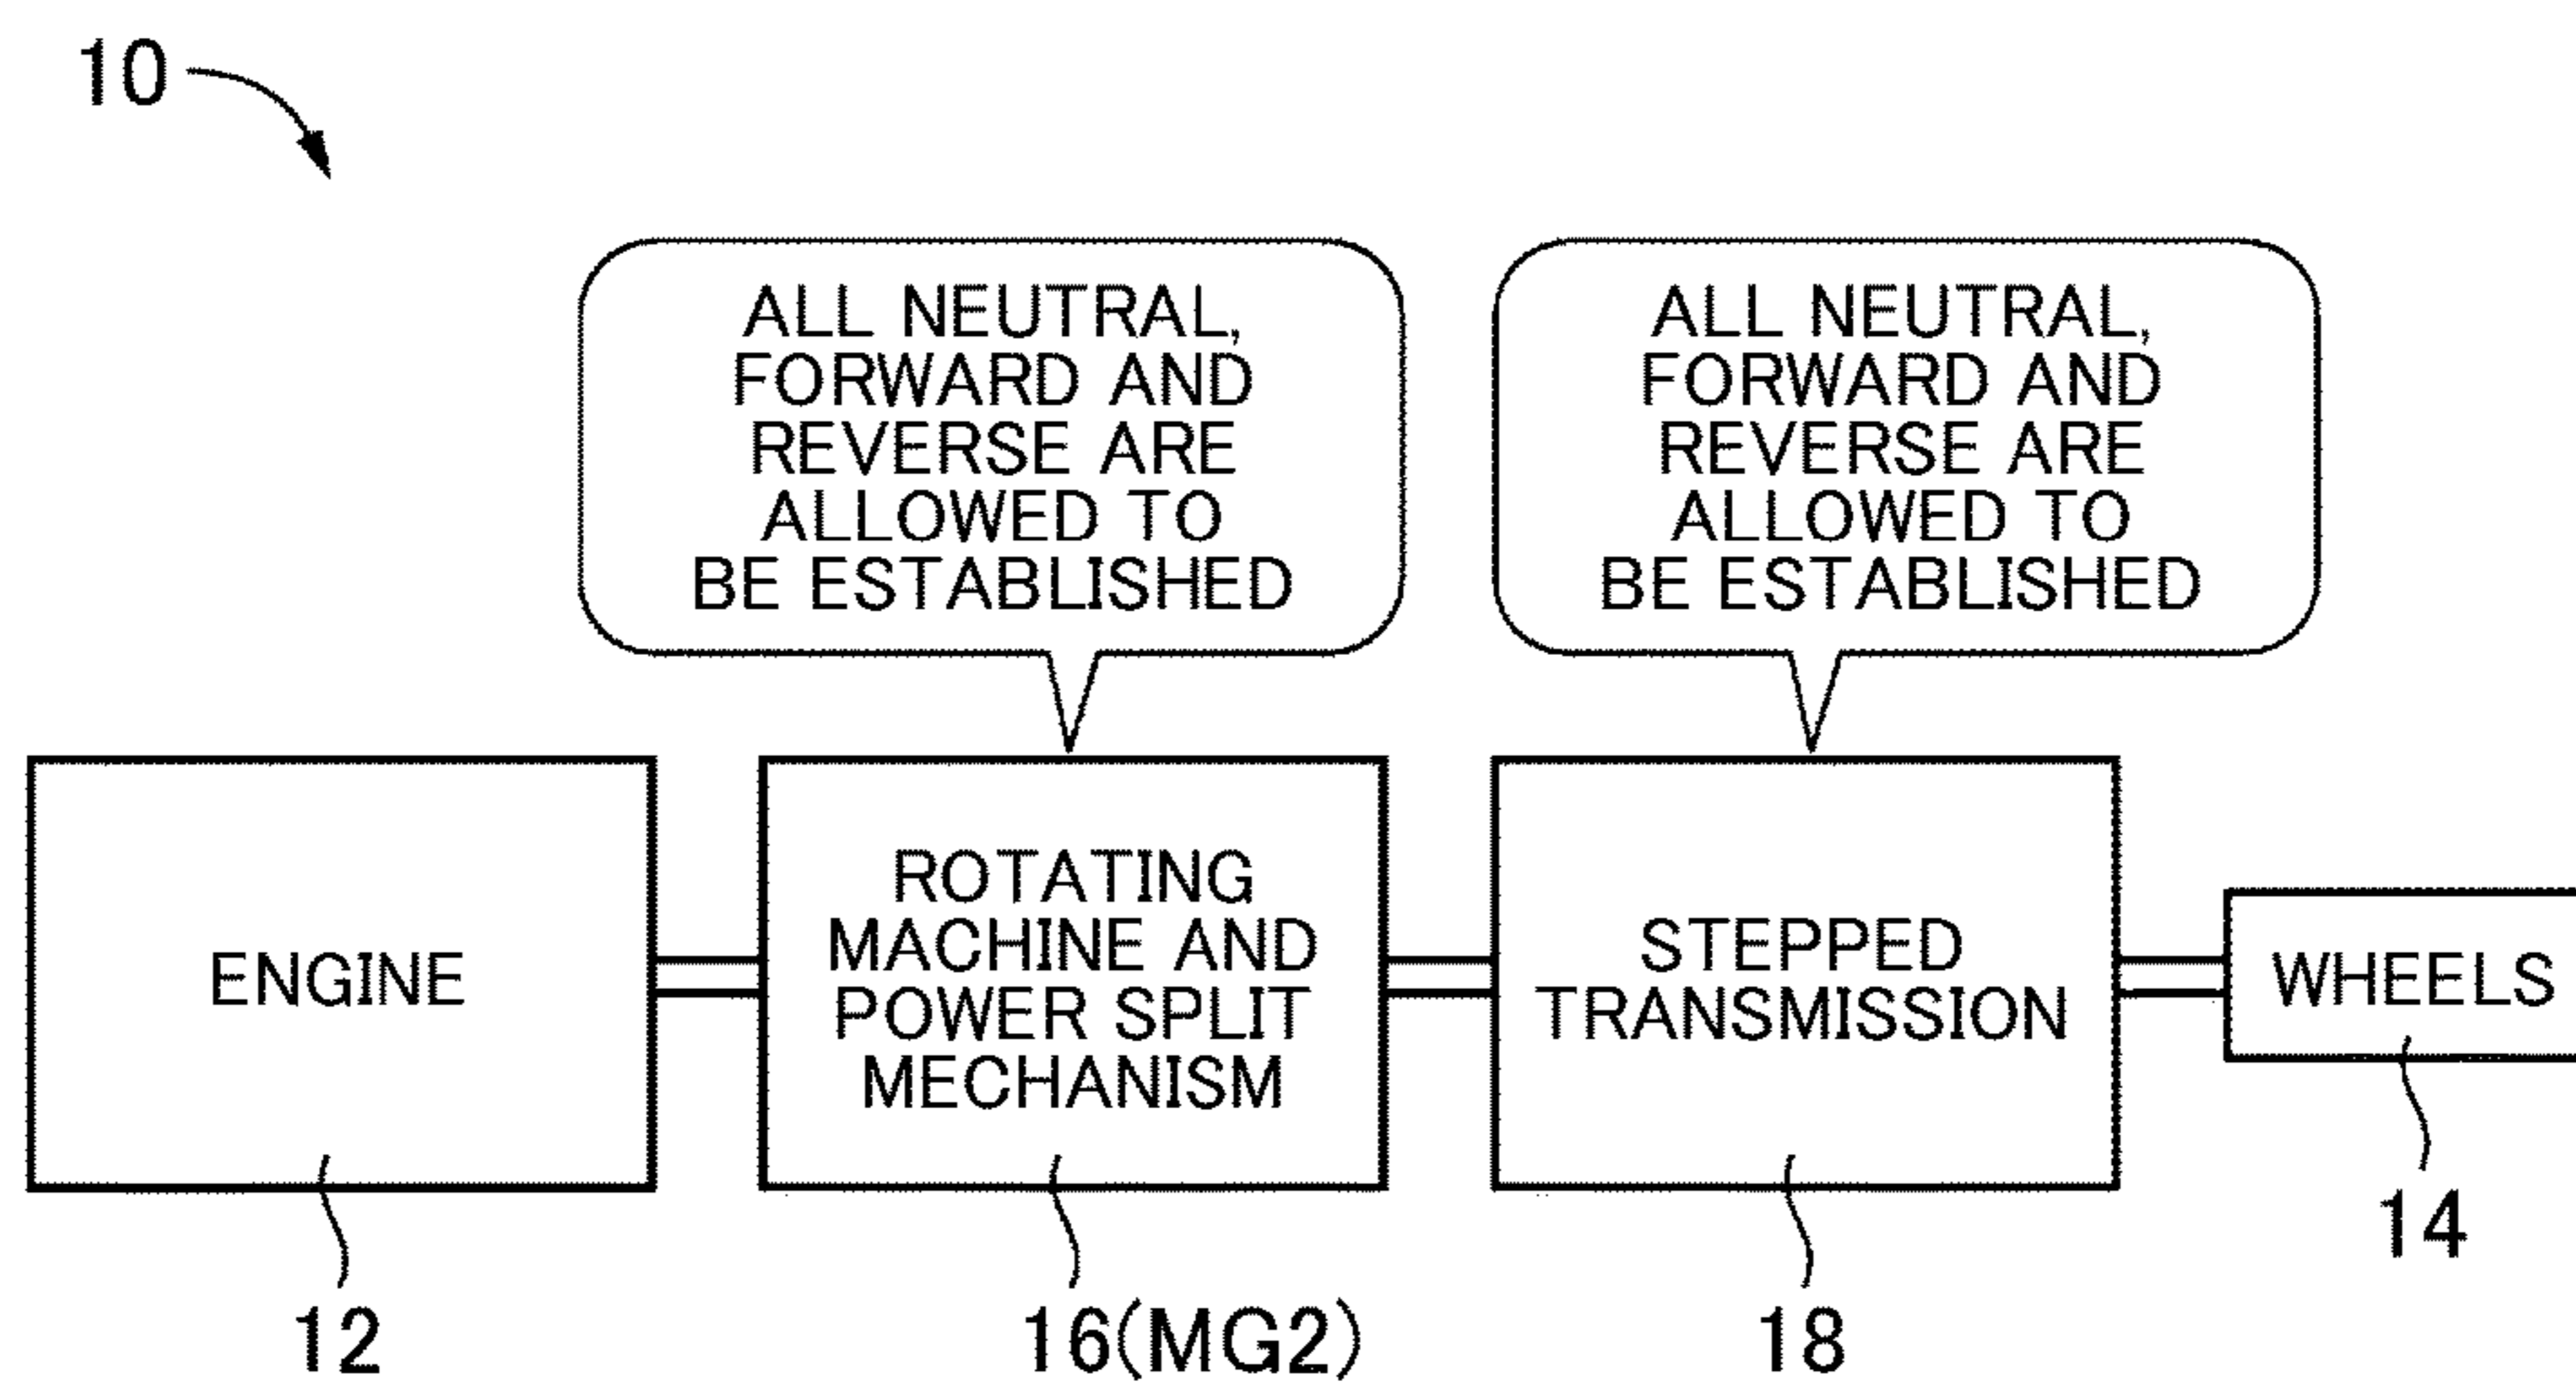 10
ALL NEUTRAL,
FORWARD AND
REVERSE ARE
ALLOWED TO
BE ESTABLISHED
ALL NEUTRAL,
FORWARD AND
REVERSE ARE
ALLOWED TO
BE ESTABLISHED
ENGINE
ROTATING
MACHINE AND
POWER SPLIT
MECHANISM
STEPPED
TRANSMISSION
WHEELS
12
16(MG2)
18
14